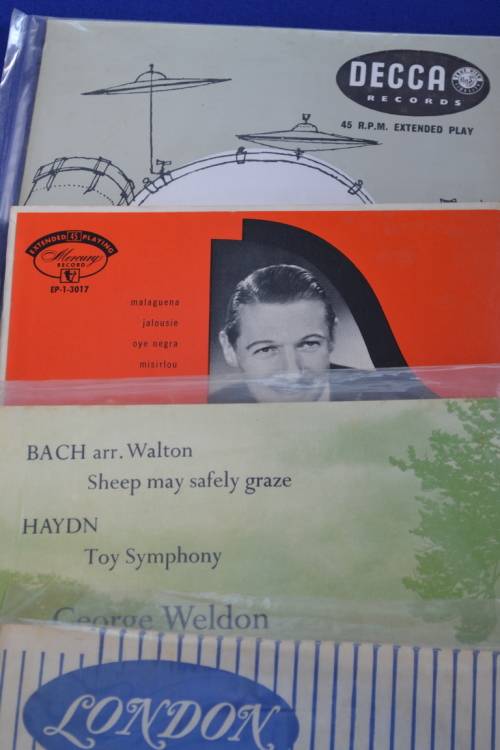 DECCA
RECORDS
45 R.P.M. EXTENDED PLAY
EXTENDED 45 PLAYING
Mercury
RECORD
EP-1-3017
malaguena
jalousie
oye negra
misirlou
BACH arr. Walton
Sheep may safely graze
HAYDN
Toy Symphony
George Weldon
LONDON